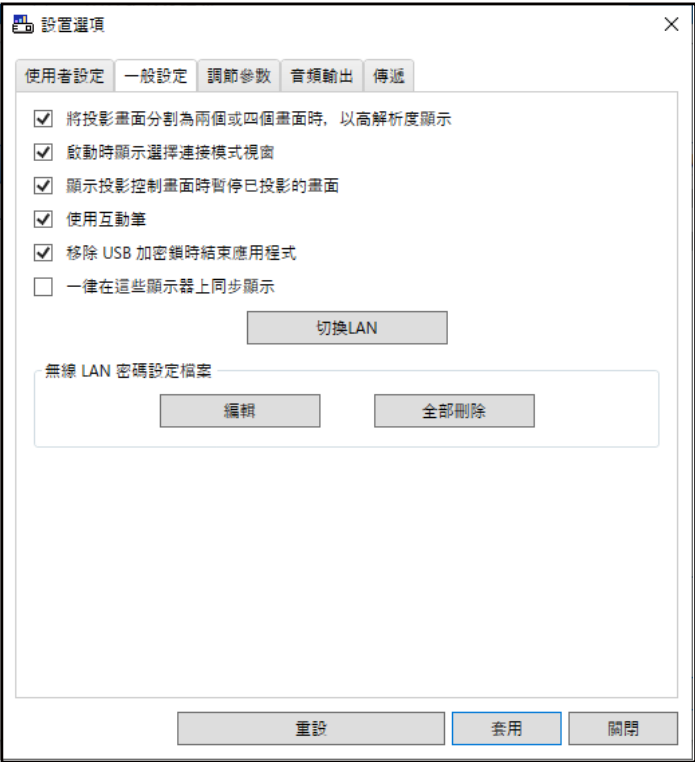 設置選項
使用者設定 一般設定 調節參數 音頻輸出 傳遞
將投影畫面分割為兩個或四個畫面時，以高解析度顯示
啟動時顯示選擇連接模式視窗
顯示投影控制畫面時暫停已投影的畫面
使用互動筆
移除 USB 加密鎖時結束應用程式
一律在這些顯示器上同步顯示
切換LAN
無線 LAN 密碼設定檔案
編輯 全部刪除
重設 套用 關閉